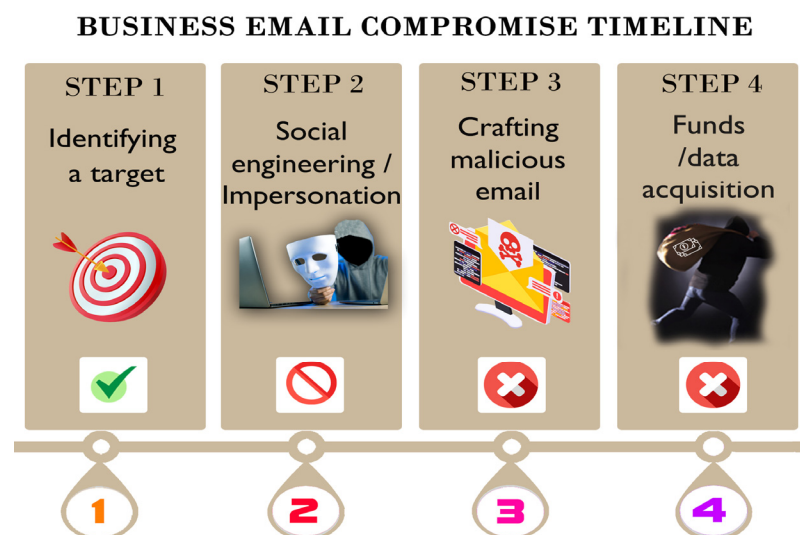 BUSINESS EMAIL COMPROMISE TIMELINE
STEP 1
Identifying
a target
STEP 2
Social
engineering /
Impersonation
STEP 3
Crafting
malicious
email
STEP 4
Funds
/data
acquisition
1
2
3
4